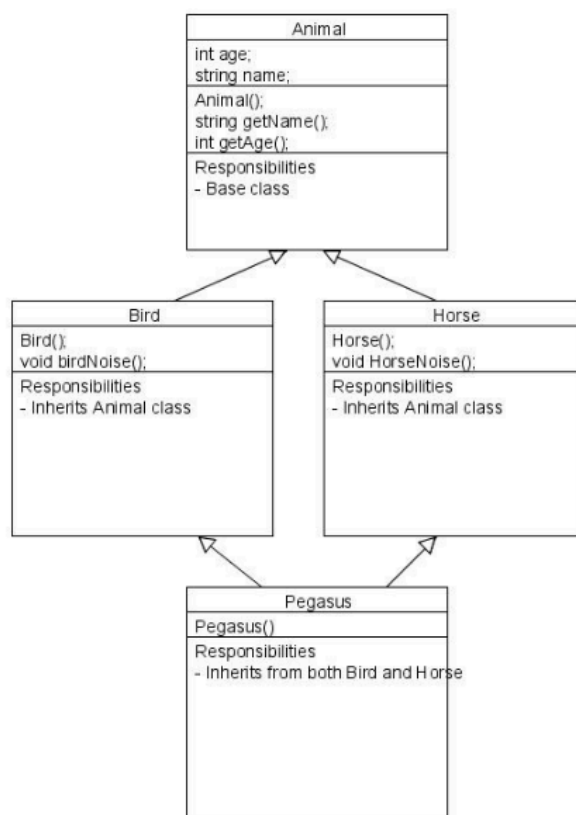 Animal
int age;
string name;
Animal();
string getName();
int getAge();
Responsibilities
- Base class
Bird
Bird();
void birdNoise();
Responsibilities
- Inherits Animal class
Horse
Horse();
void HorseNoise();
Responsibilities
- Inherits Animal class
Pegasus
Pegasus()
Responsibilities
- Inherits from both Bird and Horse